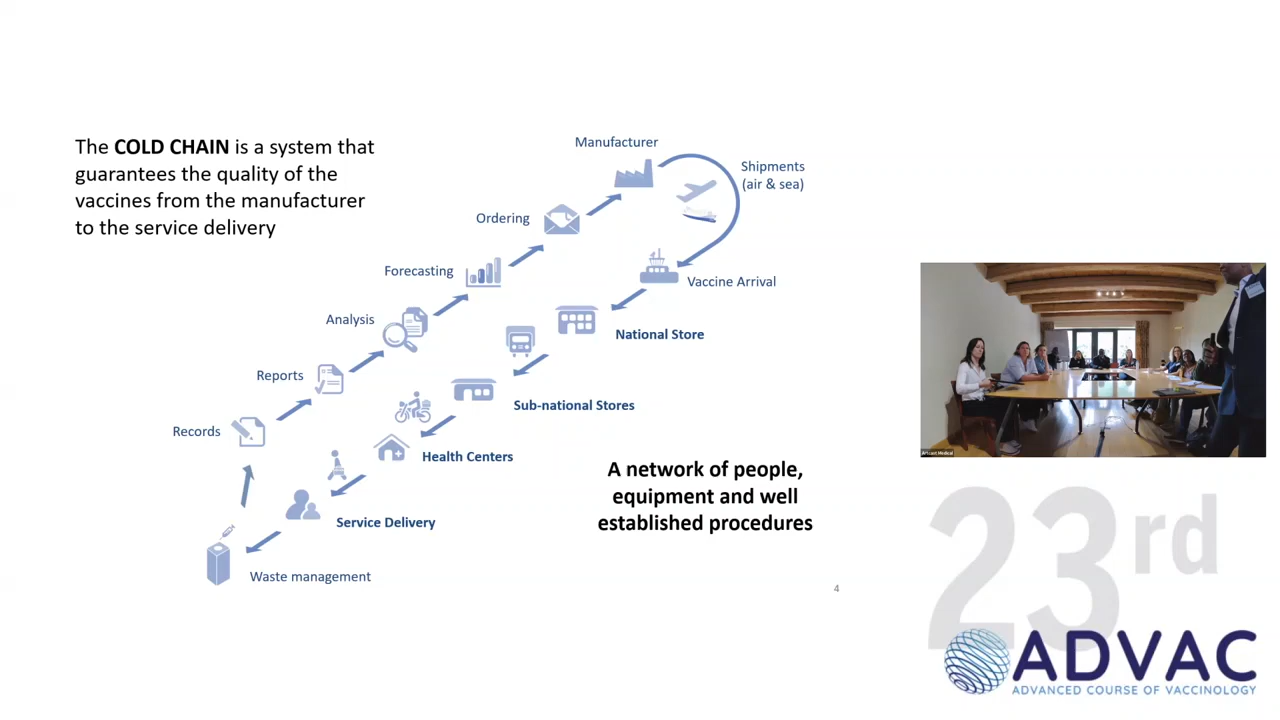 The COLD CHAIN is a system that
guarantees the quality of the
vaccines from the manufacturer
to the service delivery
Manufacturer
Shipments
(air & sea)
Ordering
Forecasting
Vaccine Arrival
Analysis
National Store
Reports
Sub-national Stores
Records
Health Centers
A network of people,
equipment and well
established procedures
Service Delivery
Waste management
4
Artcast Medical
23rd
ADVAC
ADVANCED COURSE OF VACCINOLOGY